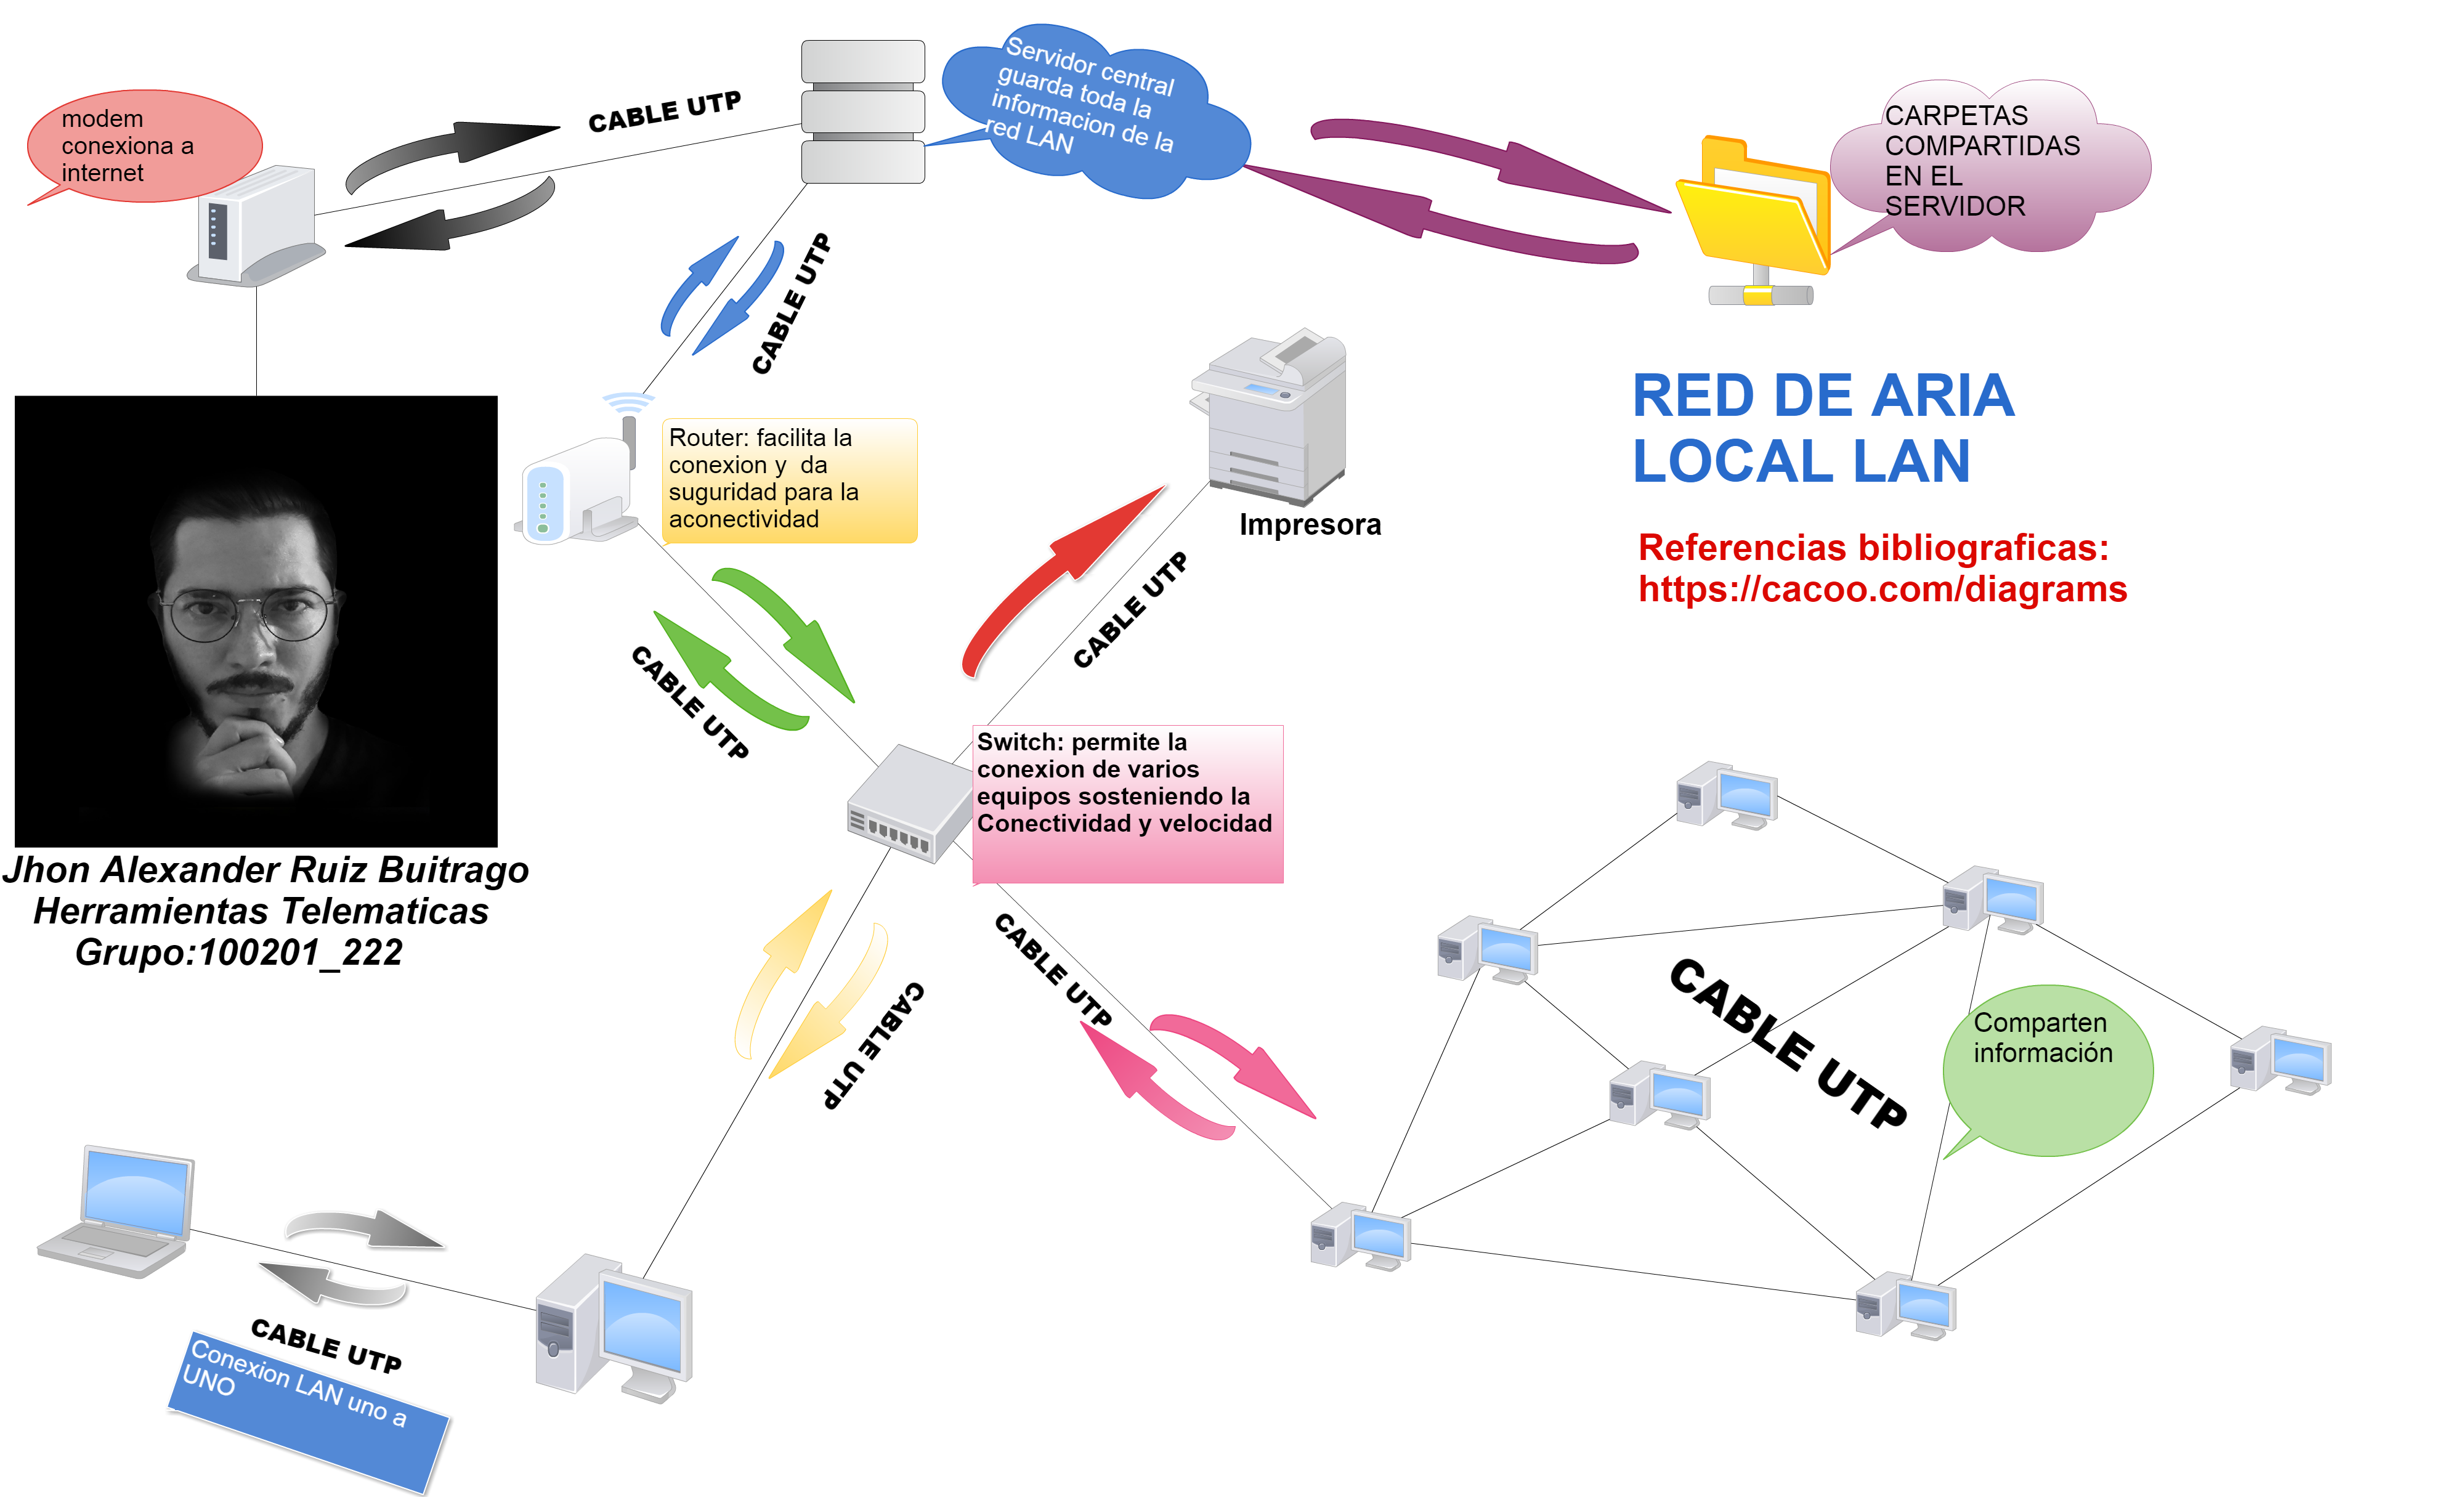 modem
conexiona a
internet
CABLE UTP
Servidor central
guarda toda la
informacion de la
red LAN
CARPETAS
COMPARTIDAS
EN EL
SERVIDOR
CABLE UTP
Router: facilita la
conexion y  da
suguridad para la
aconectividad
Impresora
RED DE ARIA
LOCAL LAN
Referencias bibliograficas:
https://cacoo.com/diagrams
CABLE UTP
CABLE UTP
Switch: permite la
conexion de varios
equipos sosteniendo la
Conectividad y velocidad
Jhon Alexander Ruiz Buitrago
Herramientas Telematicas
Grupo:100201_222
CABLE UTP
CABLE UTP
CABLE UTP
Comparten
información
CABLE UTP
Conexion LAN uno a
UNO